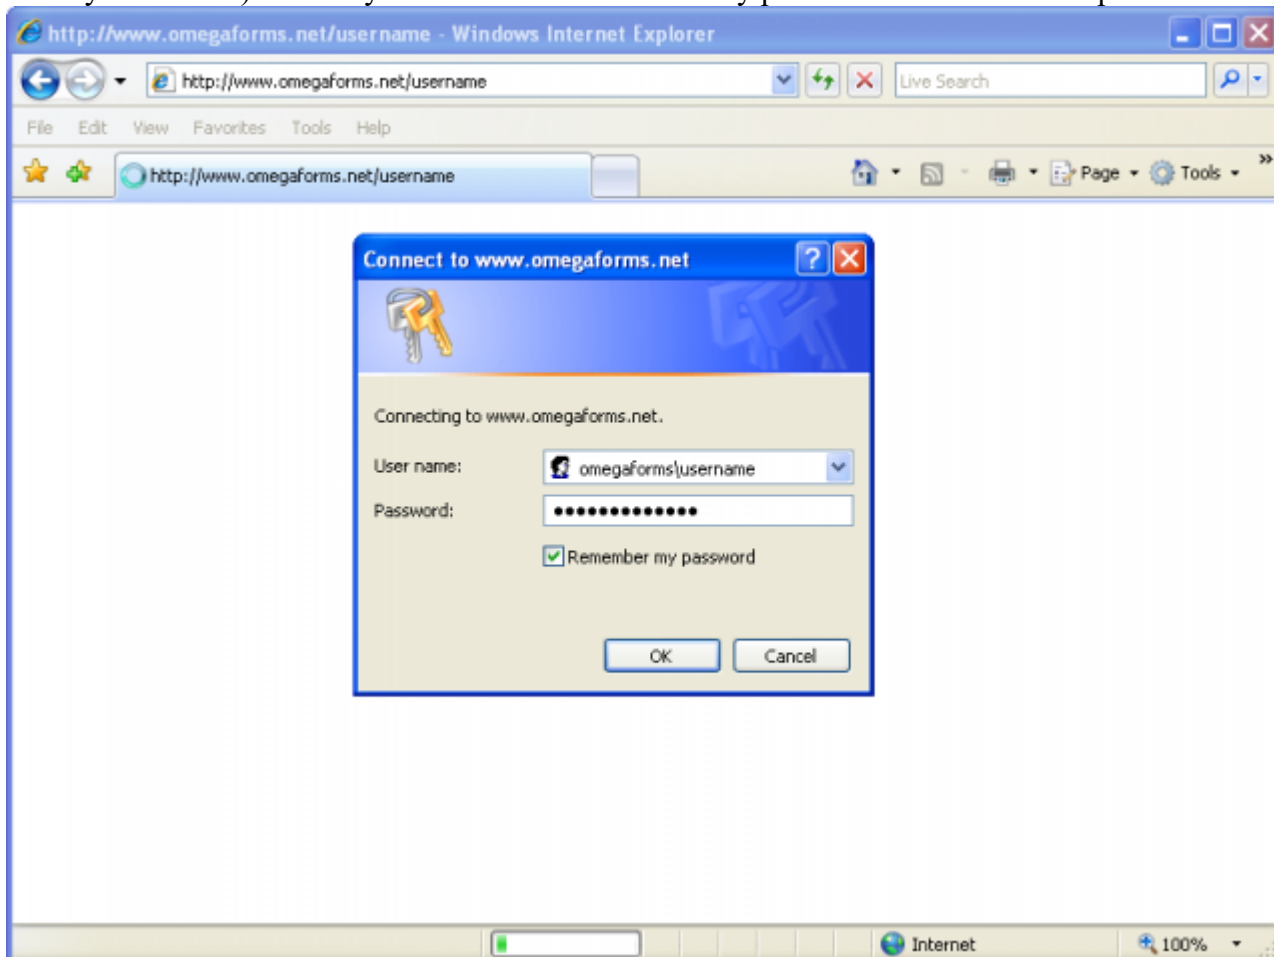 http://www.omegaforms.net/username - Windows Internet Explorer
http://www.omegaforms.net/username Live Search
File Edit View Favorites Tools Help
http://www.omegaforms.net/username Page Tools »
Connect to www.omegaforms.net
Connecting to www.omegaforms.net.
User name: omegaforms\username
Password: •••••••••••••
Remember my password
OK Cancel
Internet 100%